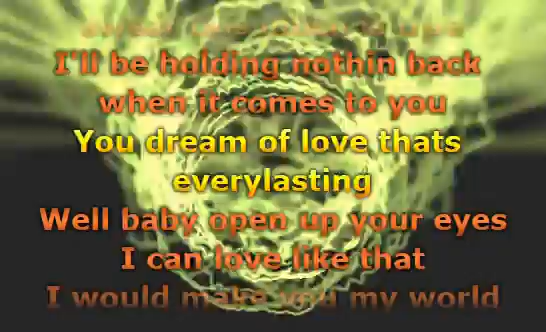 I'll be holding nothin back
when it comes to you
You dream of love thats
everylasting
Well baby open up your eyes
I can love like that
I would make you my world